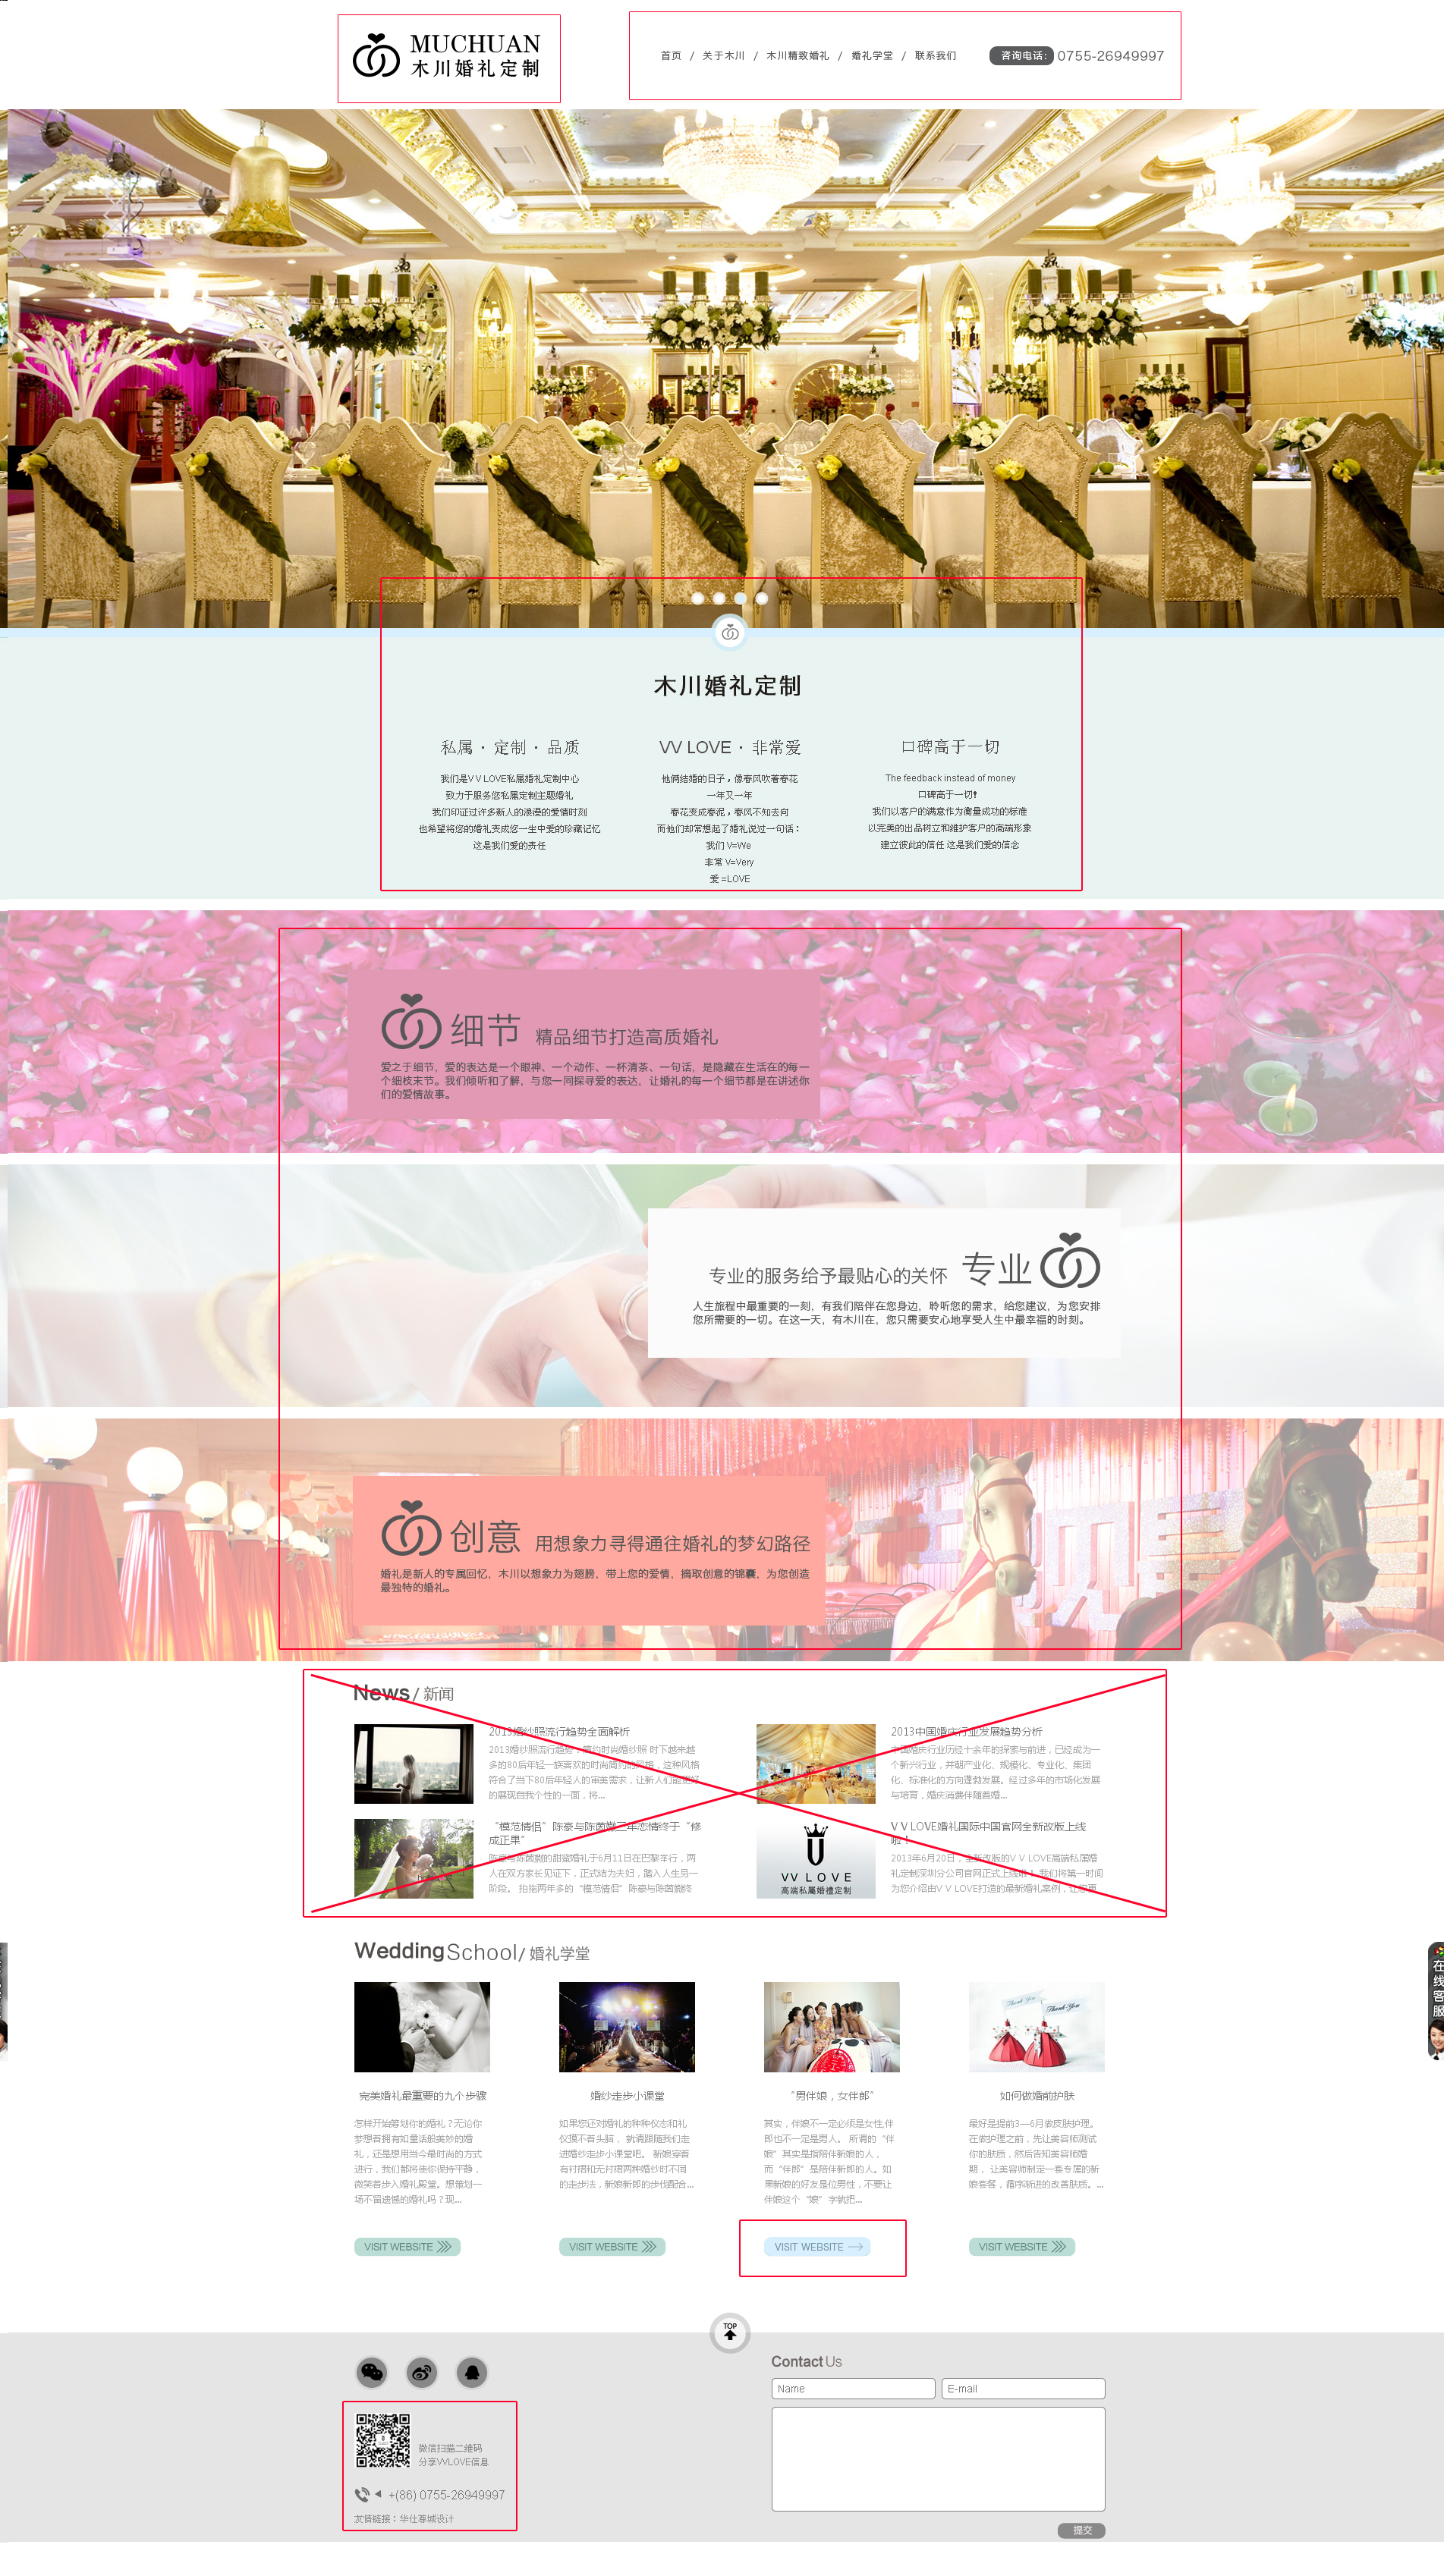 MUCHUAN
木川婚礼定制
首页 / 关于木川 / 木川精致婚礼 / 婚礼学堂 / 联系我们
咨询电话: 0755-26949997
木川婚礼定制
私属 · 定制 · 品质
我们是V V LOVE私属婚礼定制中心
致力于服务您私属定制主题婚礼
我们印证过许多新人的浪漫的爱情时刻
也希望将您的婚礼变成您一生中爱的珍藏记忆
这是我们爱的责任
VV LOVE · 非常爱
他俩结婚的日子，像春风吹著春花
一年又一年
春花变成春泥，春风不知去向
而他们却常想起了婚礼说过一句话：
我们 V=We
非常 V=Very
爱 =LOVE
口碑高于一切
The feedback instead of money
口碑高于一切!
我们以客户的满意作为衡量成功的标准
以完美的出品树立和维护客户的高端形象
建立彼此的信任 这是我们爱的信念
细节 精品细节打造高质婚礼
爱之于细节，爱的表达是一个眼神、一个动作、一杯清茶、一句话，是隐藏在生活在的每一
个细枝末节。我们倾听和了解，与您一同探寻爱的表达，让婚礼的每一个细节都是在讲述你
们的爱情故事。
专业的服务给予最贴心的关怀 专业
人生旅程中最重要的一刻，有我们陪伴在您身边，聆听您的需求，给您建议，为您安排
您所需要的一切。在这一天，有木川在，您只需要安心地享受人生中最幸福的时刻。
创意 用想象力寻得通往婚礼的梦幻路径
婚礼是新人的专属回忆，木川以想象力为翅膀，带上您的爱情，摘取创意的锦囊，为您创造
最独特的婚礼。
News / 新闻
2013婚纱照流行趋势全面解析
2013婚纱照流行趋势，简约时尚婚纱照 时下越来越
多的80后年轻一族喜欢的时尚简约的风格，这种风格
符合了当下80后年轻人的审美需求，让新人们能更好
的展现自我个性的一面，将...
2013中国婚庆行业发展趋势分析
中国婚庆行业历经十余年的探索与前进，已经成为一
个新兴行业，并朝产业化、规模化、专业化、集团
化、标准化的方向蓬勃发展。经过多年的市场化发展
与培育，婚庆消费伴随着婚...
“模范情侣”陈豪与陈茵媺三年恋情终于“修
成正果”
陈豪与陈茵媺的甜蜜婚礼于6月11日在巴黎举行，两
人在双方家长见证下，正式结为夫妇，踏入人生另一
阶段。 拍拖两年多的“模范情侣”陈豪与陈茵媺终
VV LOVE
高端私屬婚禮定制
V V LOVE婚礼国际中国官网全新改版上线
啦！
2013年6月20日，全新改版的V V LOVE高端私属婚
礼定制深圳分公司官网正式上线啦！ 我们将第一时间
为您介绍由V V LOVE打造的最新婚礼案例，让您更
Wedding School / 婚礼学堂
Thank You
Thank You
完美婚礼最重要的九个步骤
怎样开始筹划你的婚礼？无论你
梦想着拥有如童话般美妙的婚
礼，还是想用当今最时尚的方式
进行，我们都将使你保持平静，
微笑着步入婚礼殿堂。想策划一
场不留遗憾的婚礼吗？现...
VISIT WEBSITE
婚纱走步小课堂
如果您还对婚礼的种种仪态和礼
仪摸不着头脑， 就请跟随我们走
进婚纱走步小课堂吧。 新娘穿着
有衬裙和无衬裙两种婚纱时不同
的走步法，新娘新郎的步伐配合...
VISIT WEBSITE
“男伴娘，女伴郎”
其实，伴娘不一定必须是女性,伴
郎也不一定是男人。 所谓的“伴
娘”其实是指陪伴新娘的人，
而“伴郎”是陪伴新郎的人。如
果新娘的好友是位男性，不要让
伴娘这个“娘”字就把...
VISIT WEBSITE
如何做婚前护肤
最好是提前3—6月做皮肤护理。
在做护理之前，先让美容师测试
你的肤质，然后告知美容师婚
期， 让美容师制定一套专属的新
娘套餐，循序渐进的改善肤质。...
VISIT WEBSITE
在线客服
TOP
微信扫描二维码
分享VVLOVE信息
+(86) 0755-26949997
友情链接：华仕尊城设计
Contact Us
Name
E-mail
提交